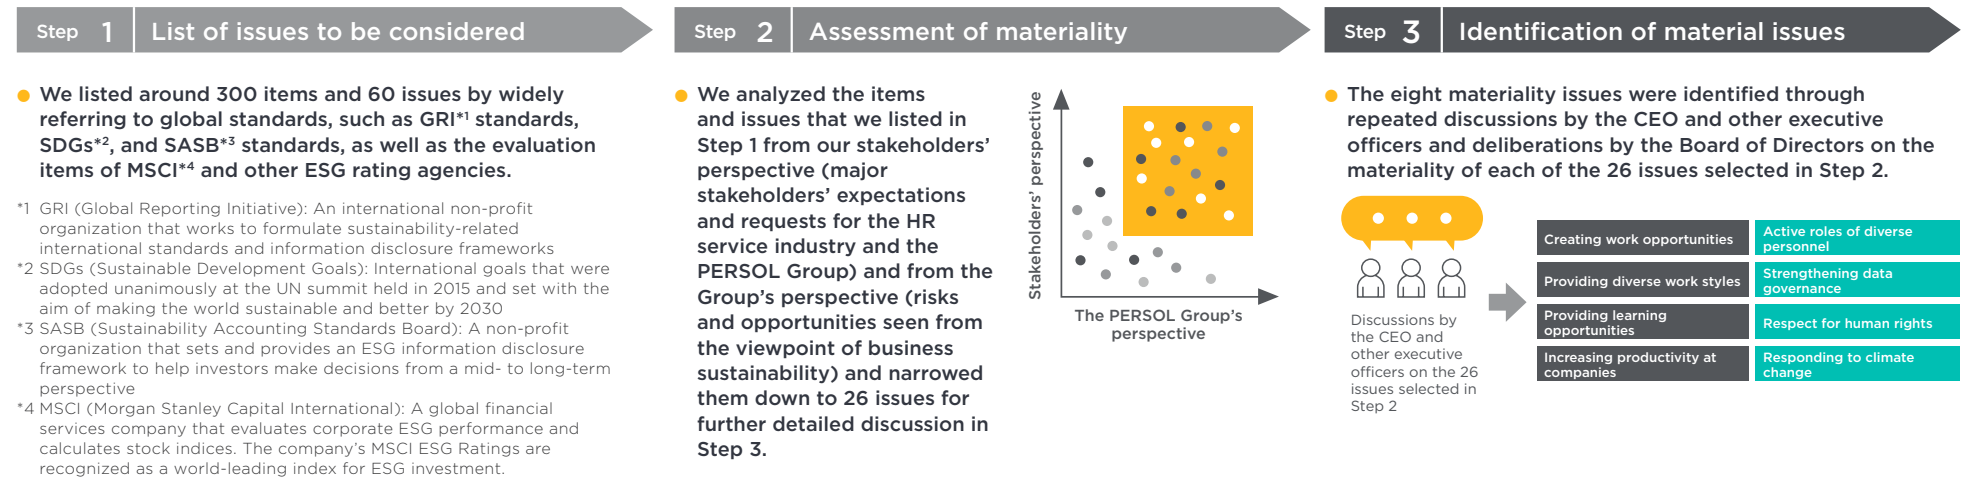 Step 1 List of issues to be considered
We listed around 300 items and 60 issues by widely
referring to global standards, such as GRI*1 standards,
SDGs*2, and SASB*3 standards, as well as the evaluation
items of MSCI*4 and other ESG rating agencies.
*1 GRI (Global Reporting Initiative): An international non-profit
organization that works to formulate sustainability-related
international standards and information disclosure frameworks
*2 SDGs (Sustainable Development Goals): International goals that were
adopted unanimously at the UN summit held in 2015 and set with the
aim of making the world sustainable and better by 2030
*3 SASB (Sustainability Accounting Standards Board): A non-profit
organization that sets and provides an ESG information disclosure
framework to help investors make decisions from a mid- to long-term
perspective
*4 MSCI (Morgan Stanley Capital International): A global financial
services company that evaluates corporate ESG performance and
calculates stock indices. The company's MSCI ESG Ratings are
recognized as a world-leading index for ESG investment.
Step 2 Assessment of materiality
We analyzed the items
and issues that we listed in
Step 1 from our stakeholders'
perspective (major
stakeholders' expectations
and requests for the HR
service industry and the
PERSOL Group) and from the
Group's perspective (risks
and opportunities seen from
the viewpoint of business
sustainability) and narrowed
them down to 26 issues for
further detailed discussion in
Step 3.
Stakeholders' perspective
The PERSOL Group's
perspective
Step 3 Identification of material issues
The eight materiality issues were identified through
repeated discussions by the CEO and other executive
officers and deliberations by the Board of Directors on the
materiality of each of the 26 issues selected in Step 2.
Discussions by
the CEO and
other executive
officers on the 26
issues selected in
Step 2
Creating work opportunities
Providing diverse work styles
Providing learning
opportunities
Increasing productivity at
companies
Active roles of diverse
personnel
Strengthening data
governance
Respect for human rights
Responding to climate
change